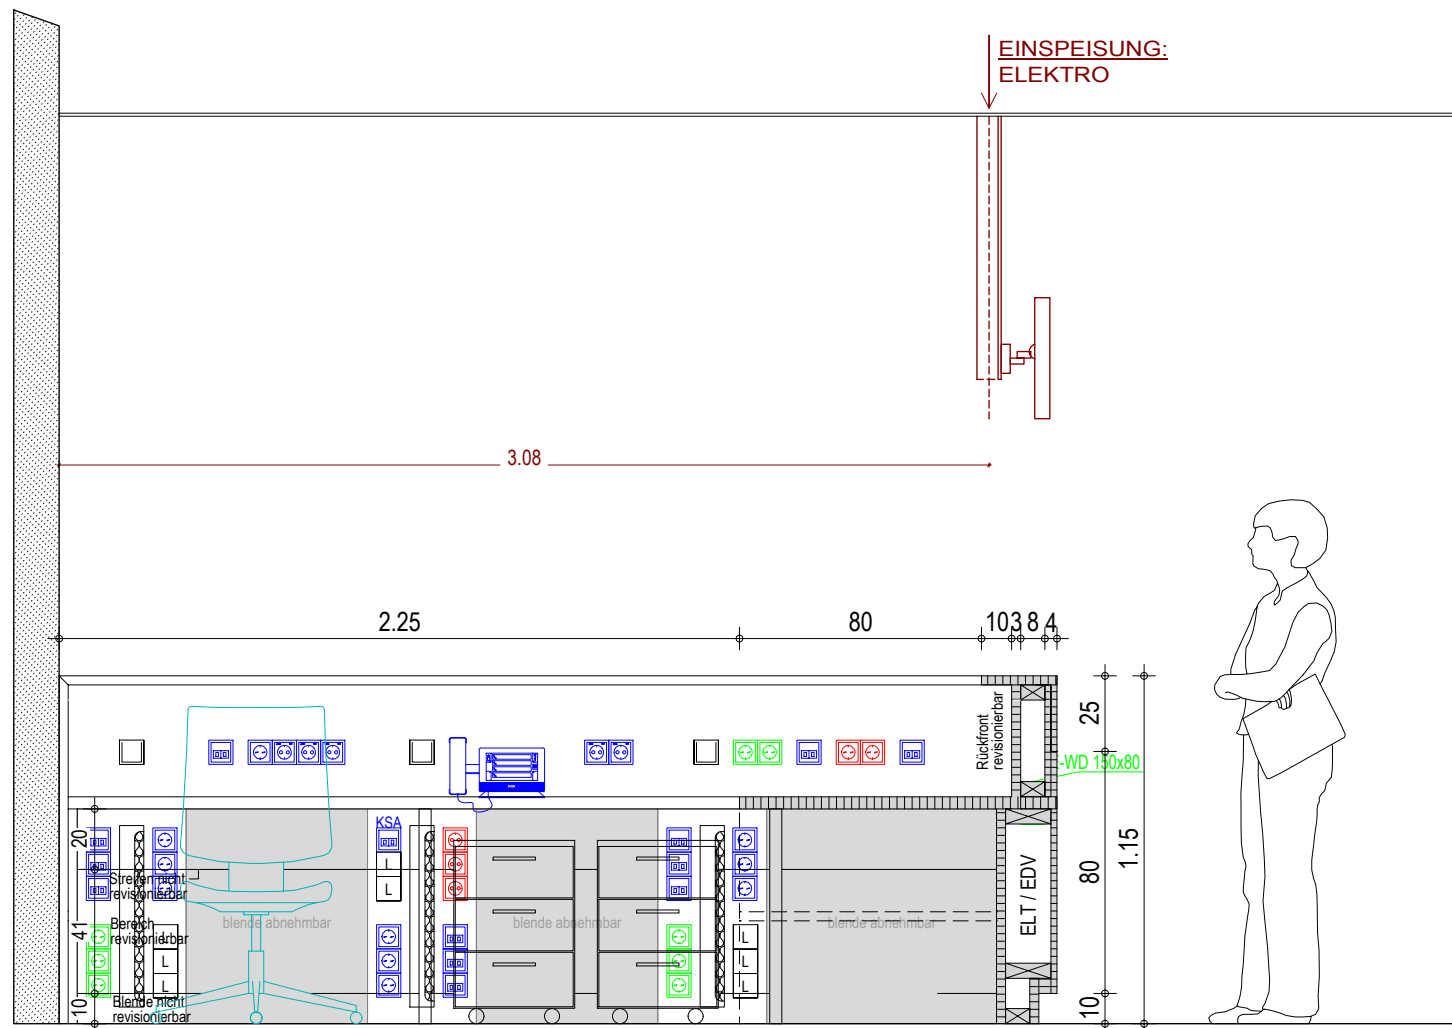 EINSPEISUNG:
ELEKTRO
3.08
2.25
80
10
3
8
4
25
1.15
80
10
Rückfront
revisionierbar
-WD 150x80
KSA
L
L
20
41
10
Streifen nicht
revisionierbar
Bereich
revisionierbar
Blende nicht
revisionierbar
blende abnehmbar
blende abnehmbar
blende abnehmbar
L
L
L
L
L
L
ELT / EDV